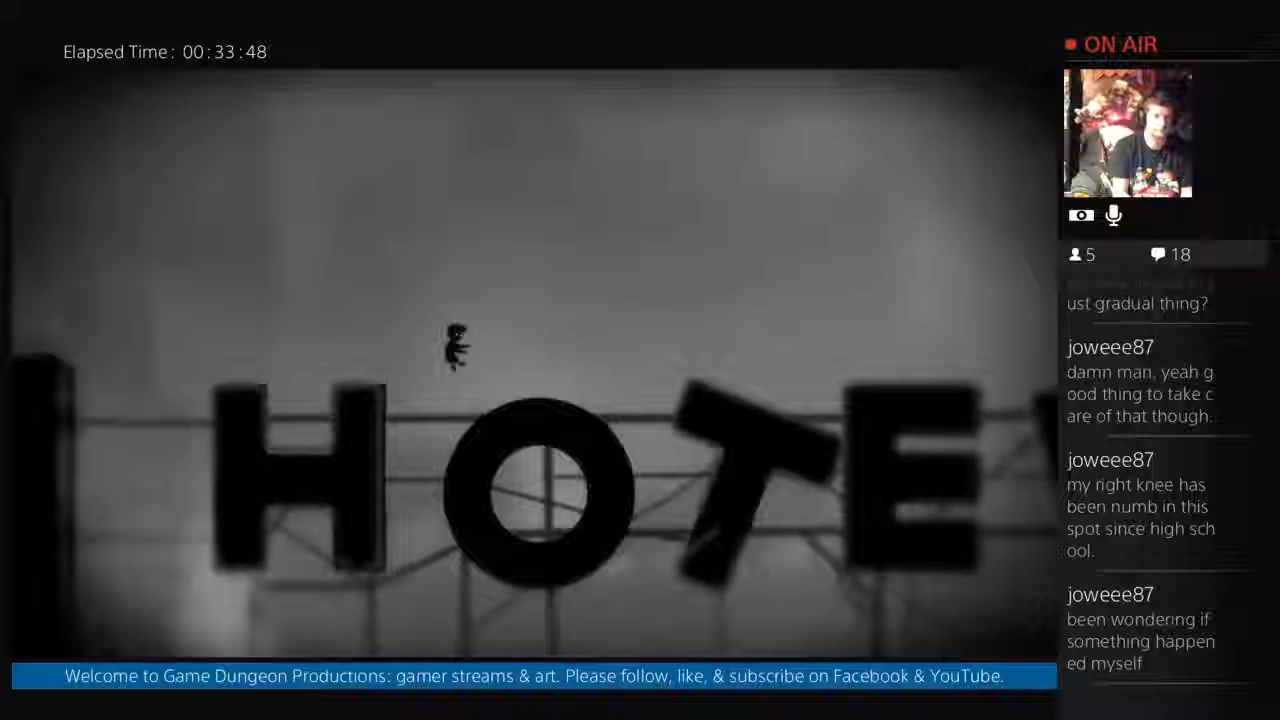 Elapsed Time: 00:33:48
ON AIR
5
18
ust gradual thing?
joweee87
damn man. yeah g
ood thing to take c
are of that though.
joweee87
my right knee has
been numb in this
spot since high sch
ool.
joweee87
been wondering if
something happen
ed myself
HOTE
Welcome to Game Dungeon Productions: gamer streams & art. Please follow, like, & subscribe on Facebook & YouTube.